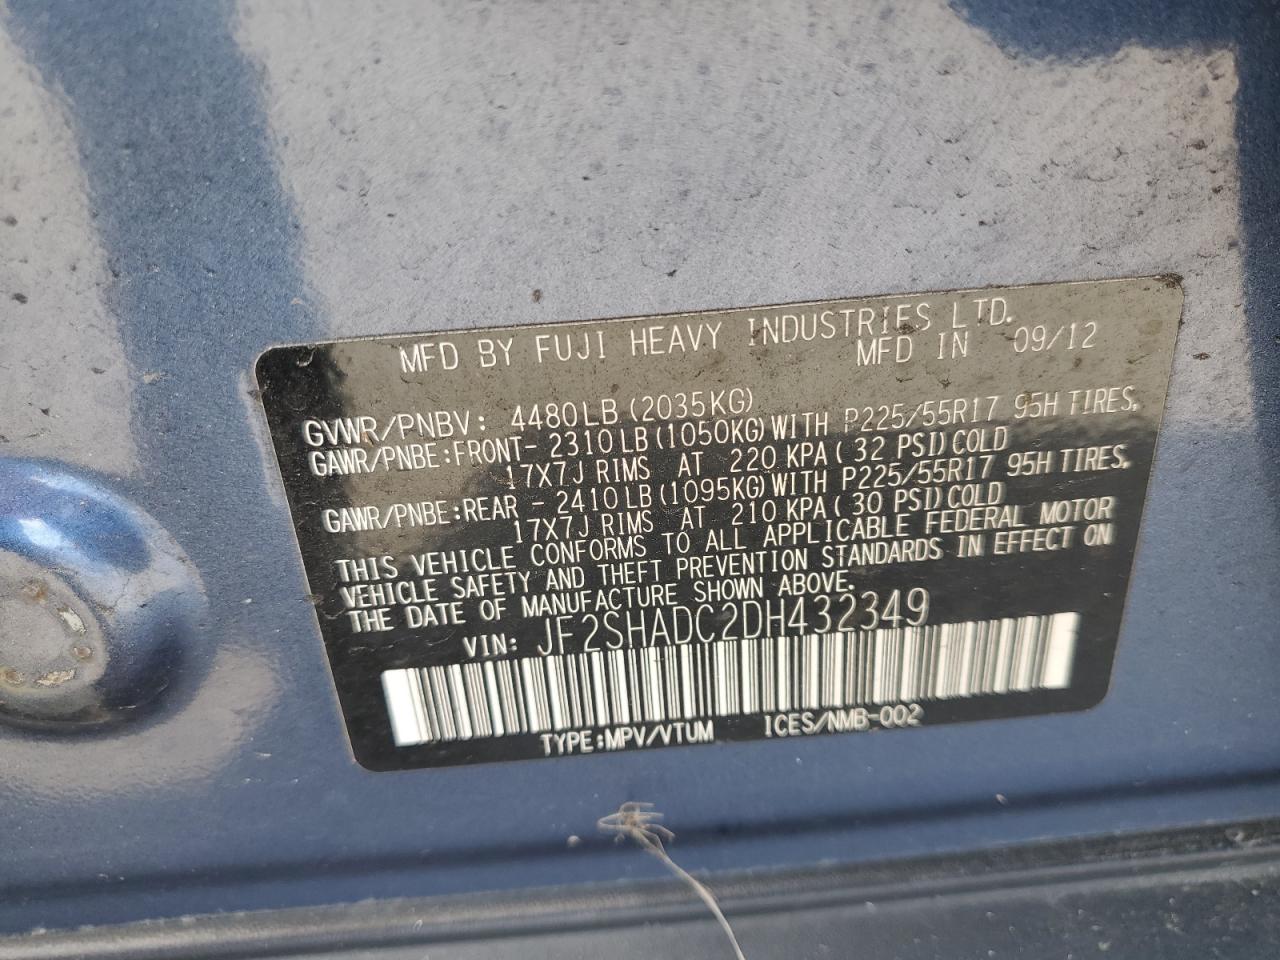 MFD BY FUJI HEAVY INDUSTRIES LTD.
MFD IN 09/12
GVWR/PNBV: 4480LB (2035KG)
GAWR/PNBE:FRONT- 2310LB(1050KG)WITH P225/55R17 95H TIRES,
17X7J RIMS AT 220 KPA( 32 PSI)COLD
GAWR/PNBE:REAR - 2410LB(1095KG)WITH P225/55R17 95H TIRES,
17X7J RIMS AT 210 KPA( 30 PSI)COLD
THIS VEHICLE CONFORMS TO ALL APPLICABLE FEDERAL MOTOR
VEHICLE SAFETY AND THEFT PREVENTION STANDARDS IN EFFECT ON
THE DATE OF MANUFACTURE SHOWN ABOVE.
VIN: JF2SHADC2DH432349
TYPE:MPV/VTUM ICES/NMB-002